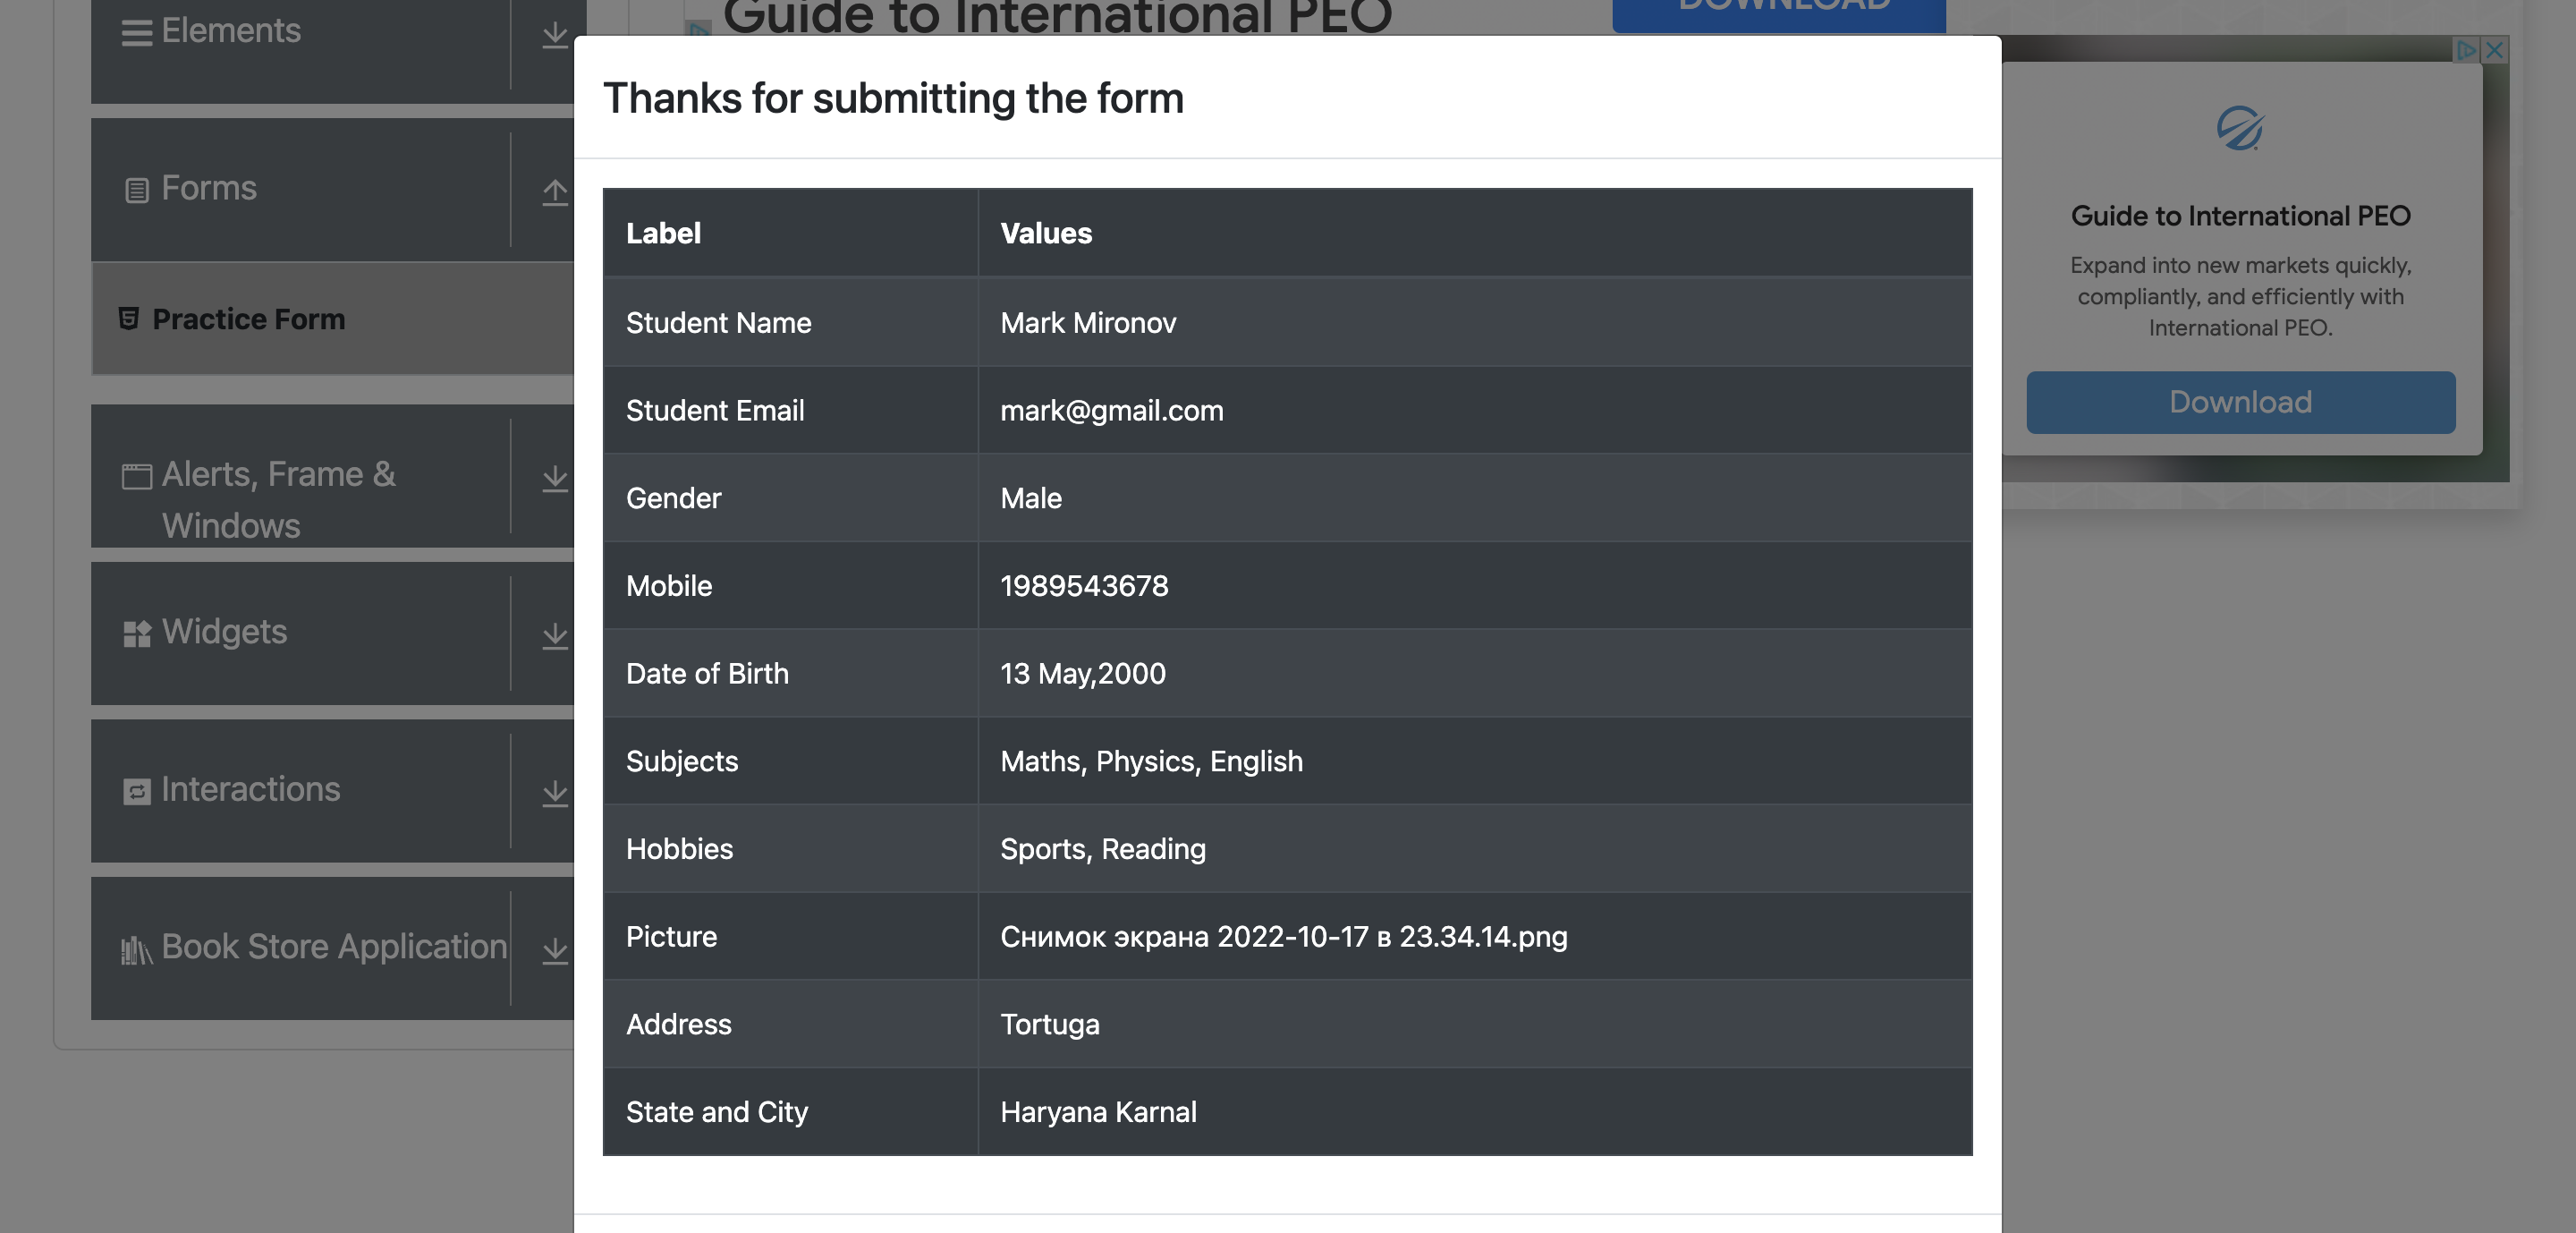 Elements
Forms
Practice Form
Alerts, Frame &
Windows
Widgets
Interactions
Book Store Application
Guide to International PEO
DOWNLOAD
Thanks for submitting the form
Label Values
Student Name Mark Mironov
Student Email mark@gmail.com
Gender Male
Mobile 1989543678
Date of Birth 13 May,2000
Subjects Maths, Physics, English
Hobbies Sports, Reading
Picture Снимок экрана 2022-10-17 в 23.34.14.png
Address Tortuga
State and City Haryana Karnal
Guide to International PEO
Expand into new markets quickly,
compliantly, and efficiently with
International PEO.
Download